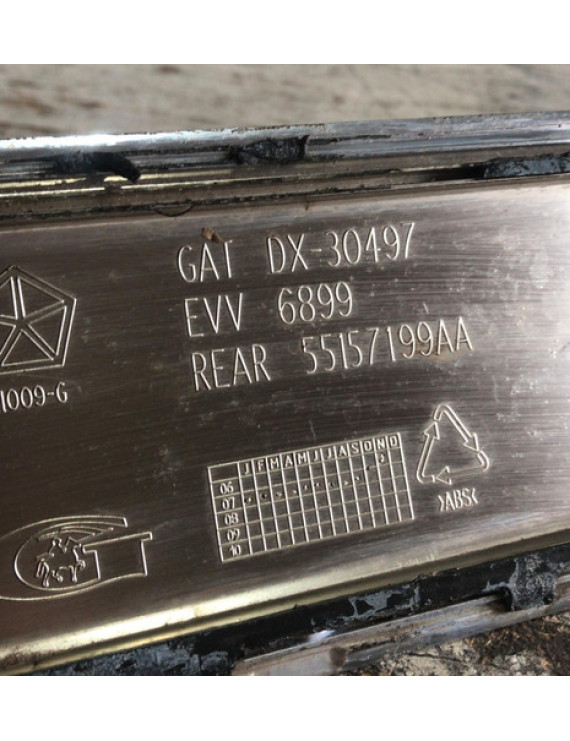 GAT DX-30497
EVV 6899
REAR 55157199AA
1009-G
J F M A M J J A S O N D
06
07
08
09
10
>ABS<